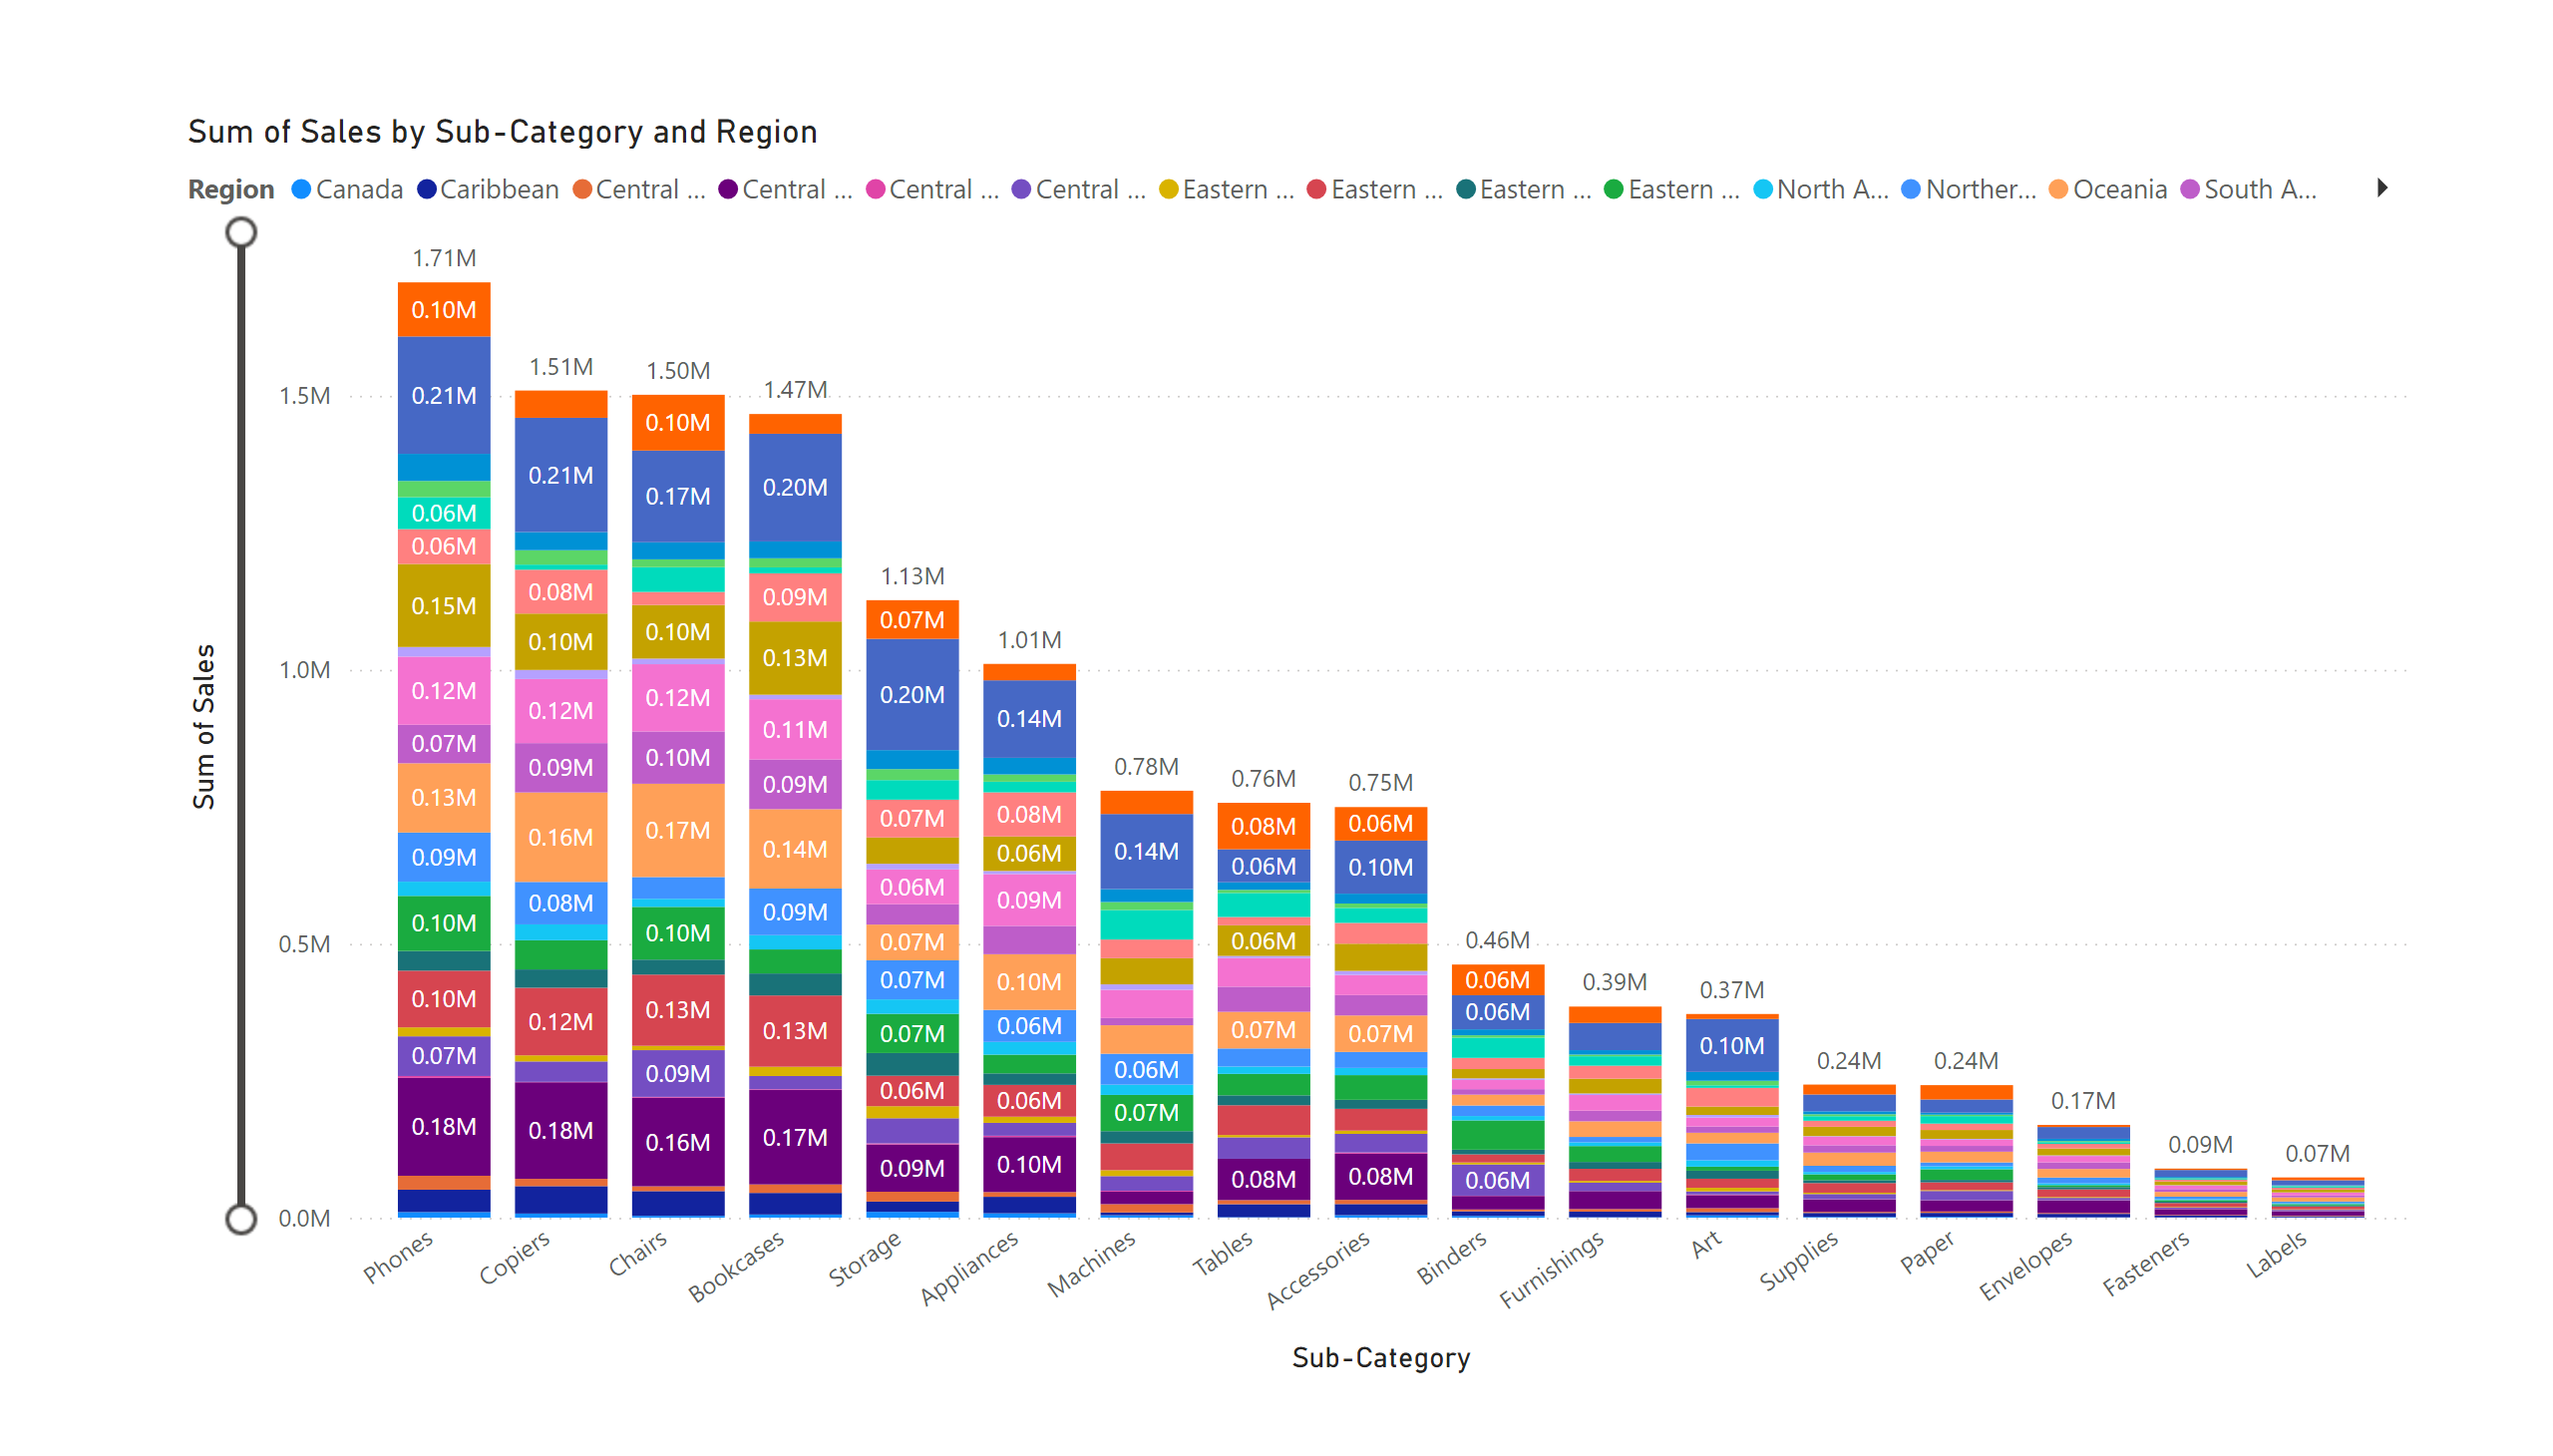 Sum of Sales by Sub-Category and Region
Region Canada Caribbean Central ... Central ... Central ... Central ... Eastern ... Eastern ... Eastern ... Eastern ... North A... Norther... Oceania South A...
Sum of Sales
1.5M
1.0M
0.5M
0.0M
1.71M
0.10M
0.21M
0.06M
0.06M
0.15M
0.12M
0.07M
0.13M
0.09M
0.10M
0.10M
0.07M
0.18M
1.51M
0.21M
0.08M
0.10M
0.12M
0.09M
0.16M
0.08M
0.12M
0.18M
1.50M
0.10M
0.17M
0.10M
0.12M
0.10M
0.17M
0.10M
0.13M
0.09M
0.16M
1.47M
0.20M
0.09M
0.13M
0.11M
0.09M
0.14M
0.09M
0.13M
0.17M
1.13M
0.07M
0.20M
0.07M
0.06M
0.07M
0.07M
0.07M
0.06M
0.09M
1.01M
0.14M
0.08M
0.06M
0.09M
0.10M
0.06M
0.06M
0.10M
0.78M
0.14M
0.06M
0.07M
0.76M
0.08M
0.06M
0.06M
0.07M
0.08M
0.75M
0.06M
0.10M
0.07M
0.08M
0.46M
0.06M
0.06M
0.06M
0.39M
0.37M
0.10M
0.24M
0.24M
0.17M
0.09M
0.07M
Phones
Copiers
Chairs
Bookcases
Storage
Appliances
Machines
Tables
Accessories
Binders
Furnishings
Art
Supplies
Paper
Envelopes
Fasteners
Labels
Sub-Category